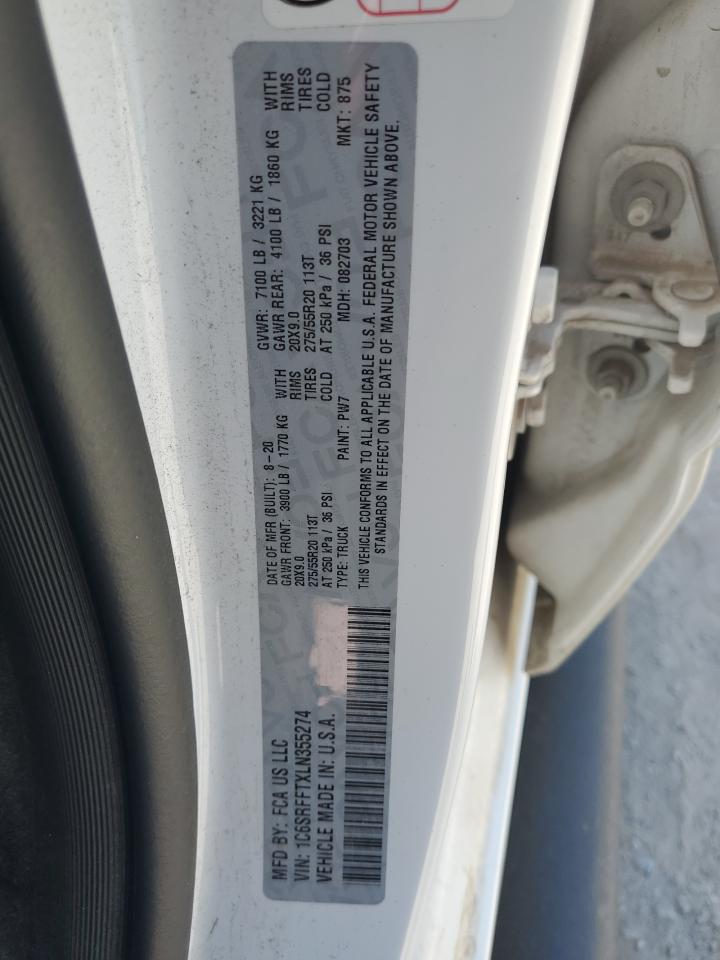 MFD BY: FCA US LLC
VIN: 1C6SRFFTXLN355274
VEHICLE MADE IN: U.S.A.
DATE OF MFR (BUILT): 8-20
GAWR FRONT: 3900 LB / 1770 KG WITH
20X9.0 RIMS
275/55R20 113T TIRES
AT 250 kPa / 36 PSI COLD
GVWR: 7100 LB / 3221 KG
GAWR REAR: 4100 LB / 1860 KG WITH
20X9.0 RIMS
275/55R20 113T TIRES
AT 250 kPa / 36 PSI COLD
TYPE: TRUCK PAINT: PW7 MDH: 082703 MKT: 875
THIS VEHICLE CONFORMS TO ALL APPLICABLE U.S.A. FEDERAL MOTOR VEHICLE SAFETY
STANDARDS IN EFFECT ON THE DATE OF MANUFACTURE SHOWN ABOVE.